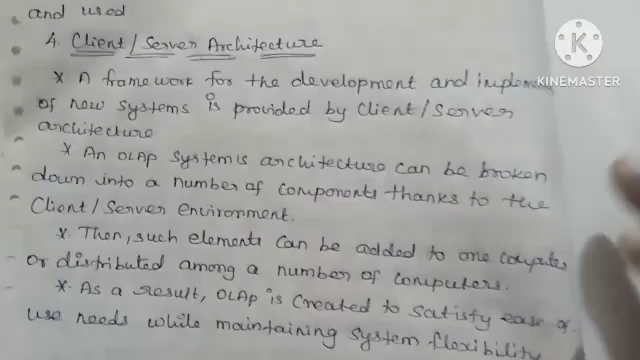 and used
4. Client/Server Architecture
* A framework for the development and implem
of new systems is provided by Client/Server
architecture.
* An OLAP system's architecture can be broken
down into a number of components thanks to the
Client/Server environment.
* Then, such elements can be added to one computer
or distributed among a number of computers.
* As a result, OLAP is created to satisfy ease-of-
use needs while maintaining system flexibility
KINEMASTER